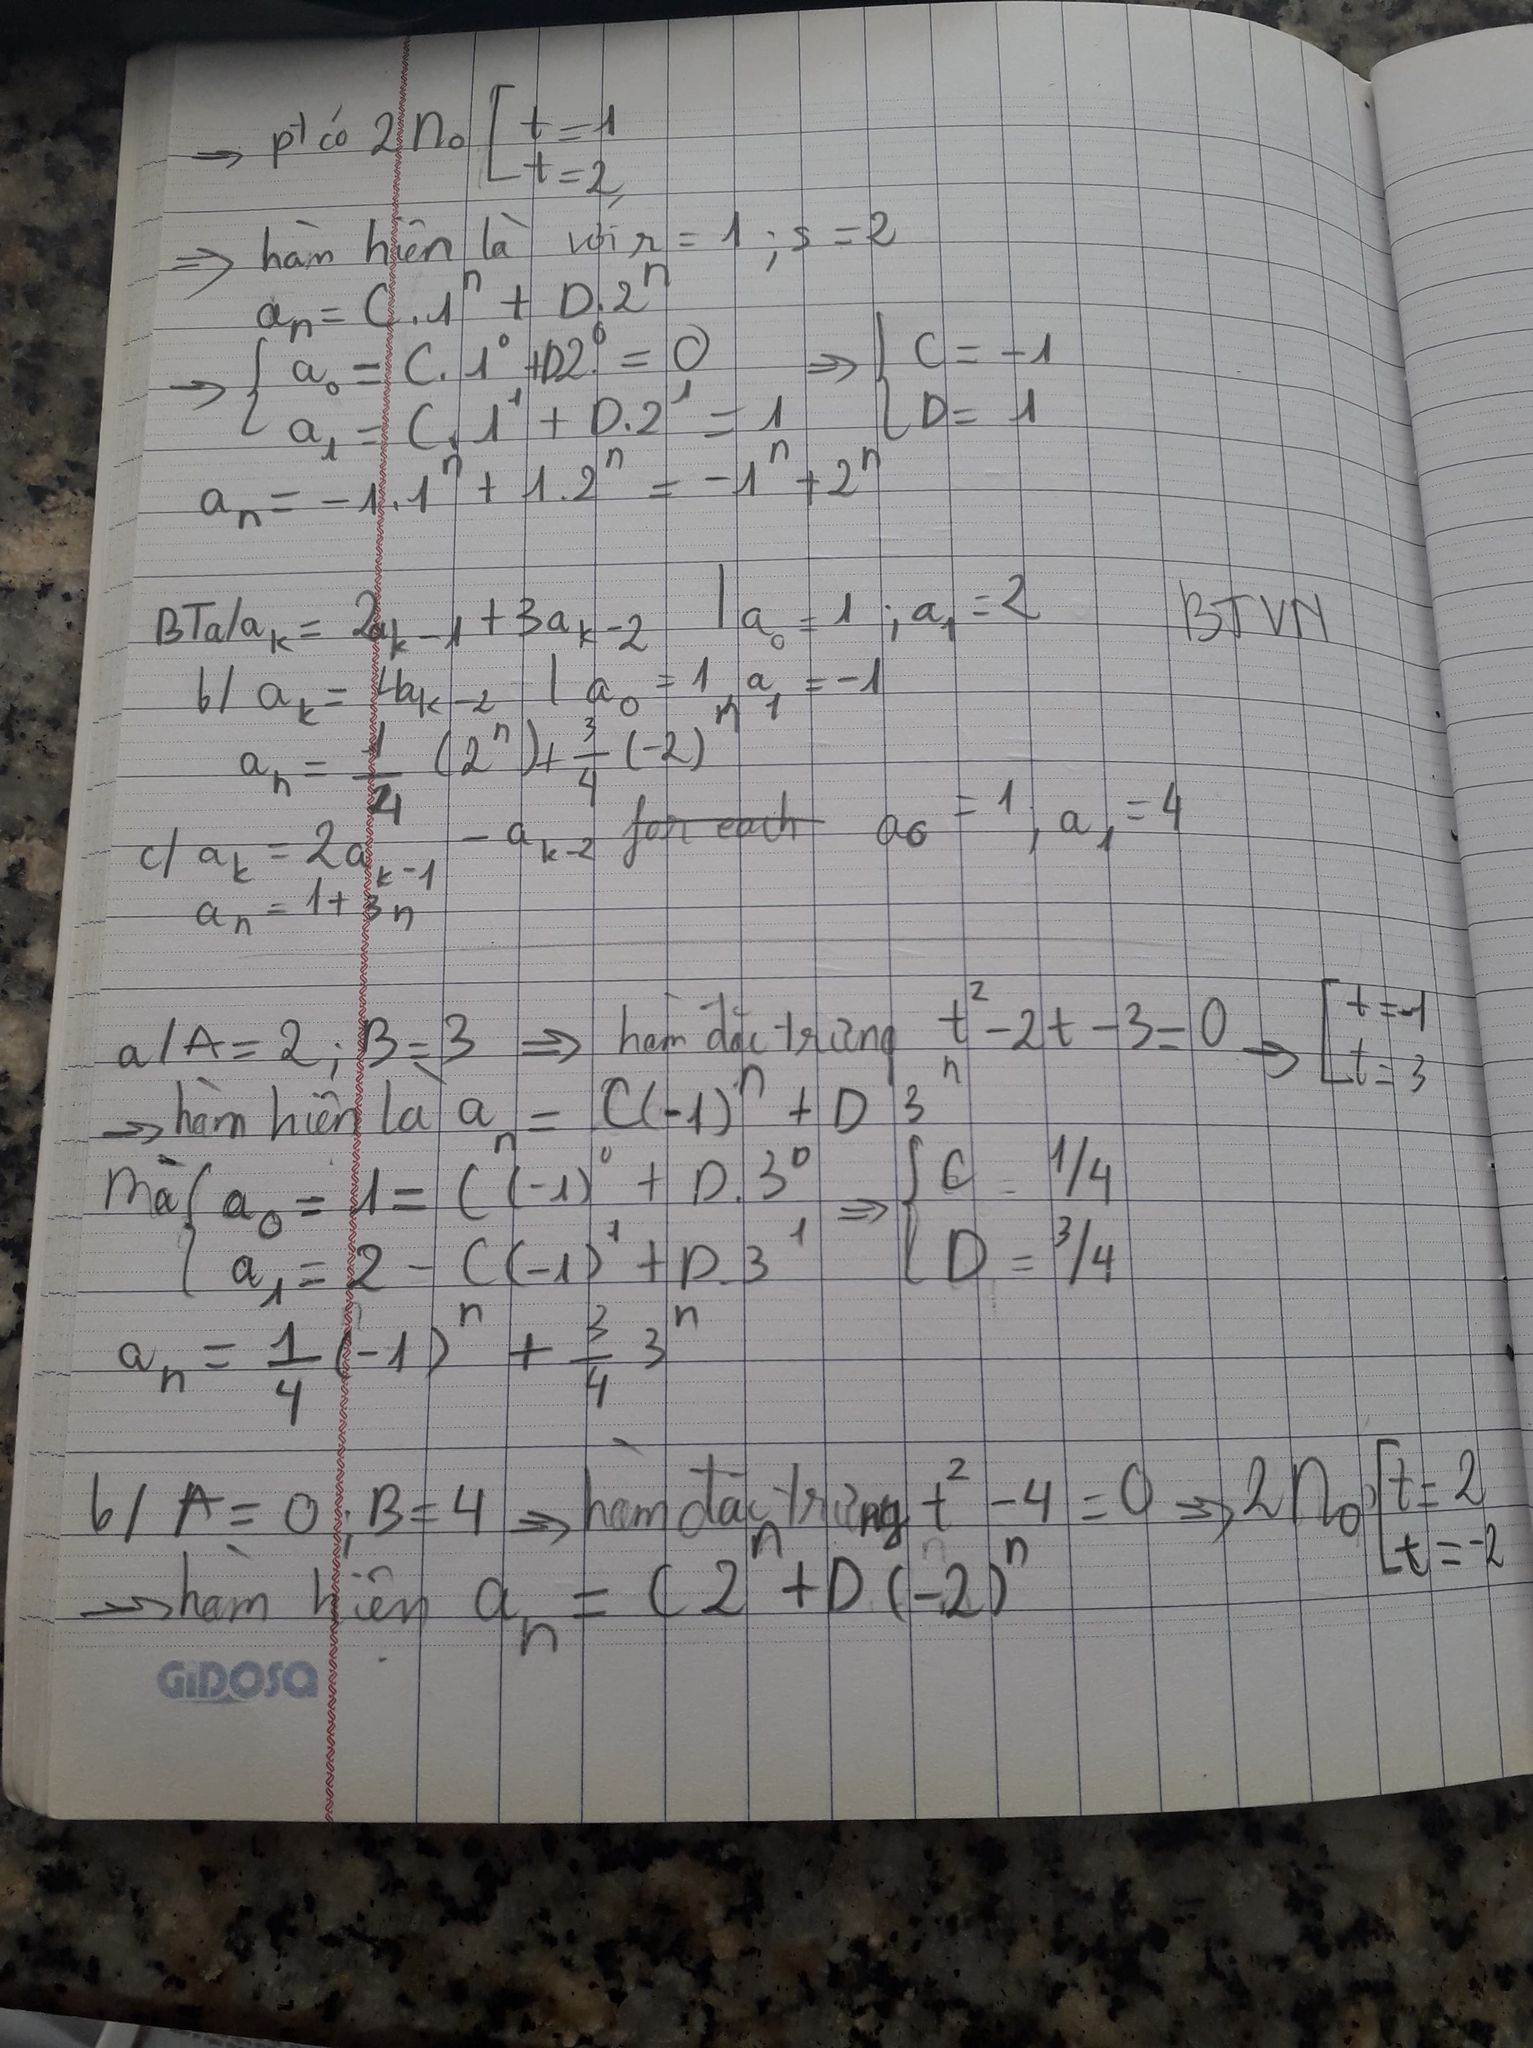 ⇒ pt có 2 n₀ [ t = 1
t = 2
⇒ hàm hiện là với r = 1 ; s = 2
aₙ = C.1ⁿ + D.2ⁿ
→ { a₀ = C.1⁰ + D2.⁰ = 0 ⇒ { C = -1
a₁ = C.1¹ + D.2¹ = 1 D = 1
aₙ = -1.1ⁿ + 1.2ⁿ = -1ⁿ + 2ⁿ
BTa/ aₖ = 2aₖ₋₁ + 3aₖ₋₂ | a₀ = 1 ; a₁ = 2 BTVN
b/ aₖ = 4aₖ₋₂ | a₀ = 1, a₁ = -1
aₙ = 1/4 (2ⁿ) + 3/4 (-2)ⁿ
c/ aₖ = 2aₖ₋₁ - aₖ₋₂ for each a₀ = 1, a₁ = 4
aₙ = 1 + 3n
a/ A = 2 ; B = 3 ⇒ hàm đặc trưng t² - 2t - 3 = 0 → [ t = -1
t = 3
⇒ hàm hiện là aₙ = C(-1)ⁿ + D 3ⁿ
Mà { a₀ = 1 = C(-1)⁰ + D.3⁰ ⇒ { C = 1/4
a₁ = 2 = C(-1)¹ + D.3¹ D = 3/4
aₙ = 1/4 (-1)ⁿ + 3/4 3ⁿ
b/ A = 0 ; B = 4 ⇒ hàm đặc trưng t² - 4 = 0 ⇒ 2 n₀ [ t = 2
t = -2
⇒ hàm hiện aₙ = C 2ⁿ + D (-2)ⁿ
GiDOSA